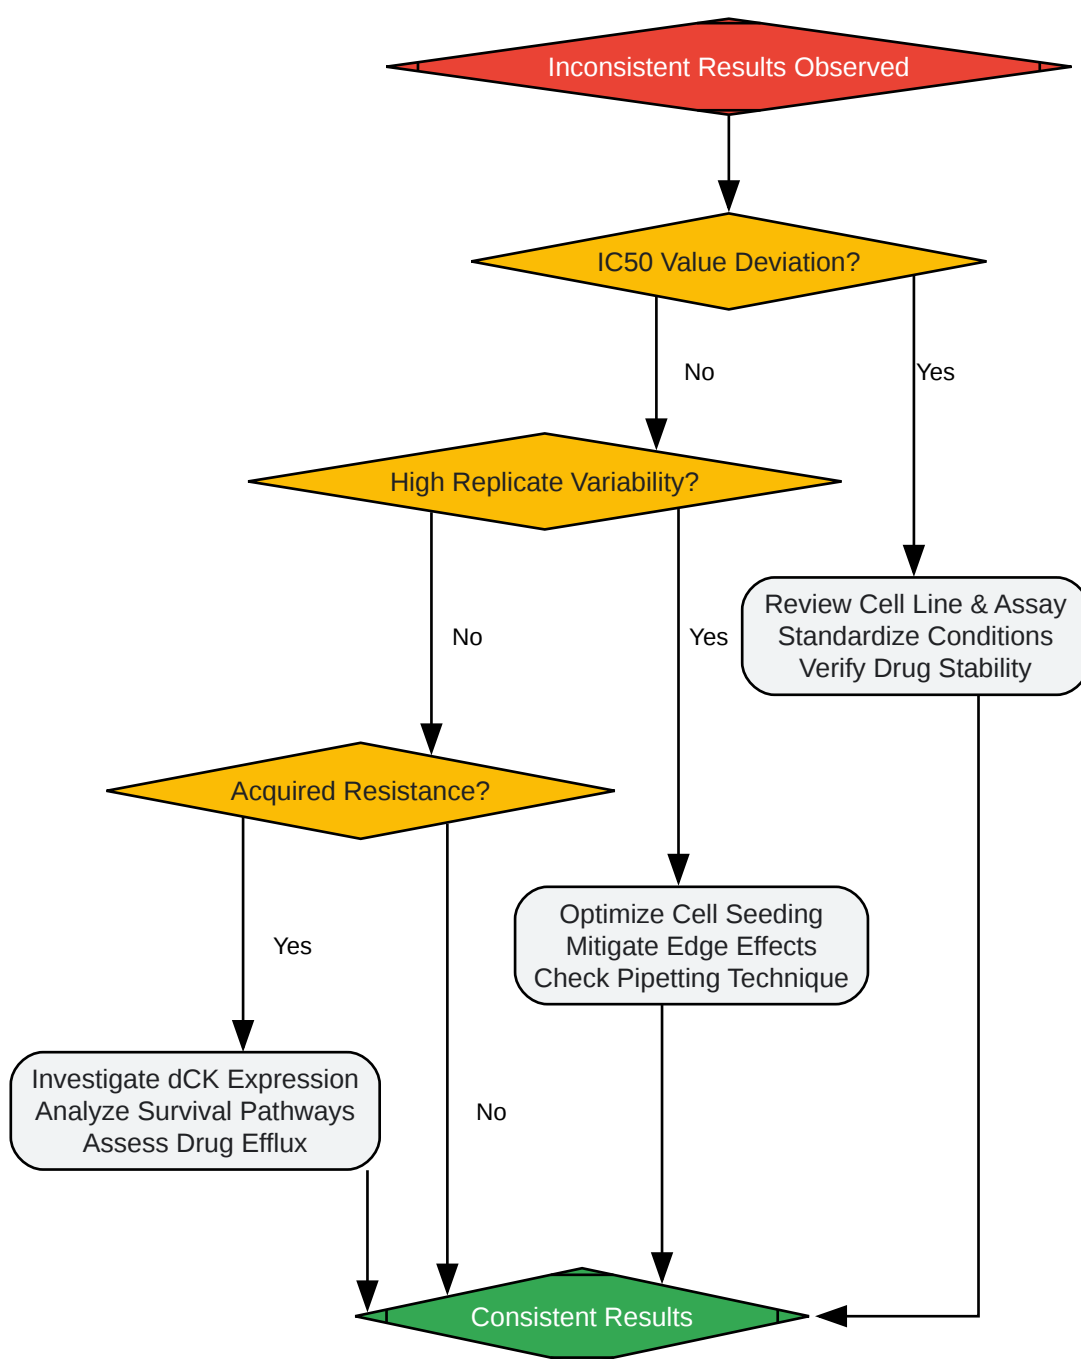 Inconsistent Results Observed
IC50 Value Deviation?
No
Yes
High Replicate Variability?
Review Cell Line & Assay
Standardize Conditions
Verify Drug Stability
No
Yes
Acquired Resistance?
Optimize Cell Seeding
Mitigate Edge Effects
Check Pipetting Technique
Yes
Investigate dCK Expression
Analyze Survival Pathways
Assess Drug Efflux
No
Consistent Results